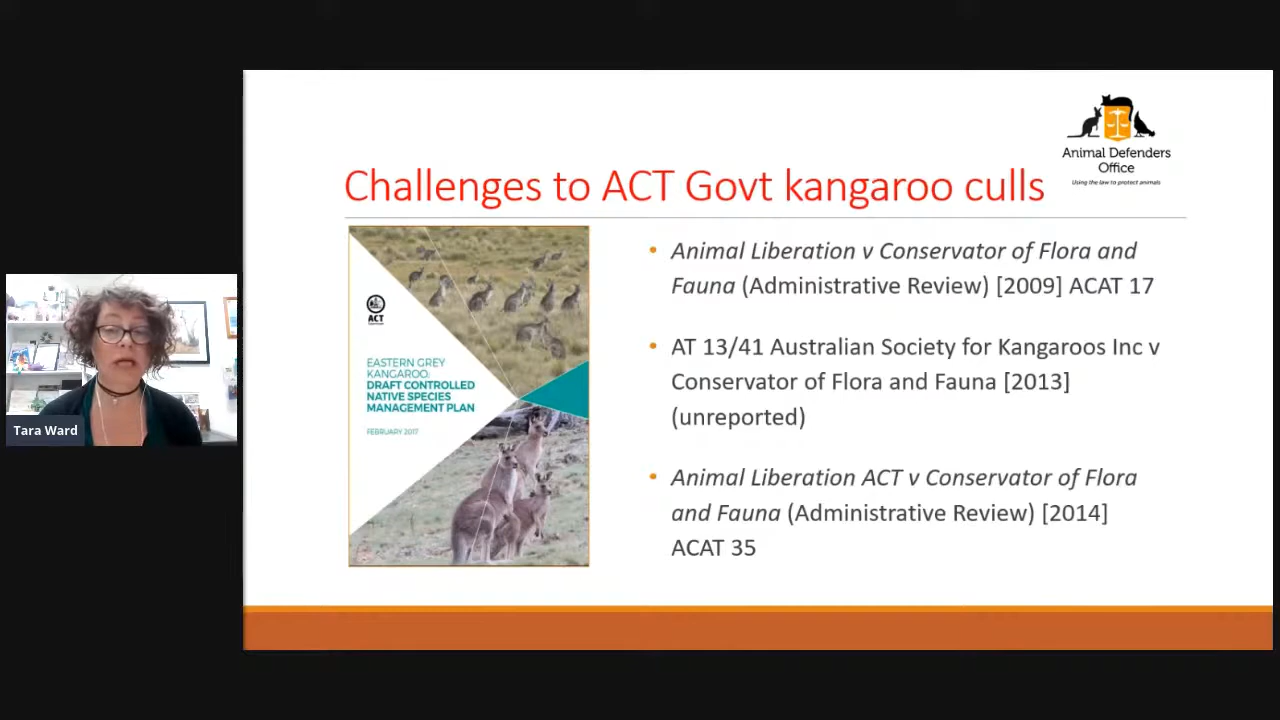 Animal Defenders
Office
Using the law to protect animals
Challenges to ACT Govt kangaroo culls
ACT
EASTERN GREY
KANGAROO:
DRAFT CONTROLLED
NATIVE SPECIES
MANAGEMENT PLAN
FEBRUARY 2017
• Animal Liberation v Conservator of Flora and
Fauna (Administrative Review) [2009] ACAT 17
• AT 13/41 Australian Society for Kangaroos Inc v
Conservator of Flora and Fauna [2013]
(unreported)
• Animal Liberation ACT v Conservator of Flora
and Fauna (Administrative Review) [2014]
ACAT 35
Tara Ward